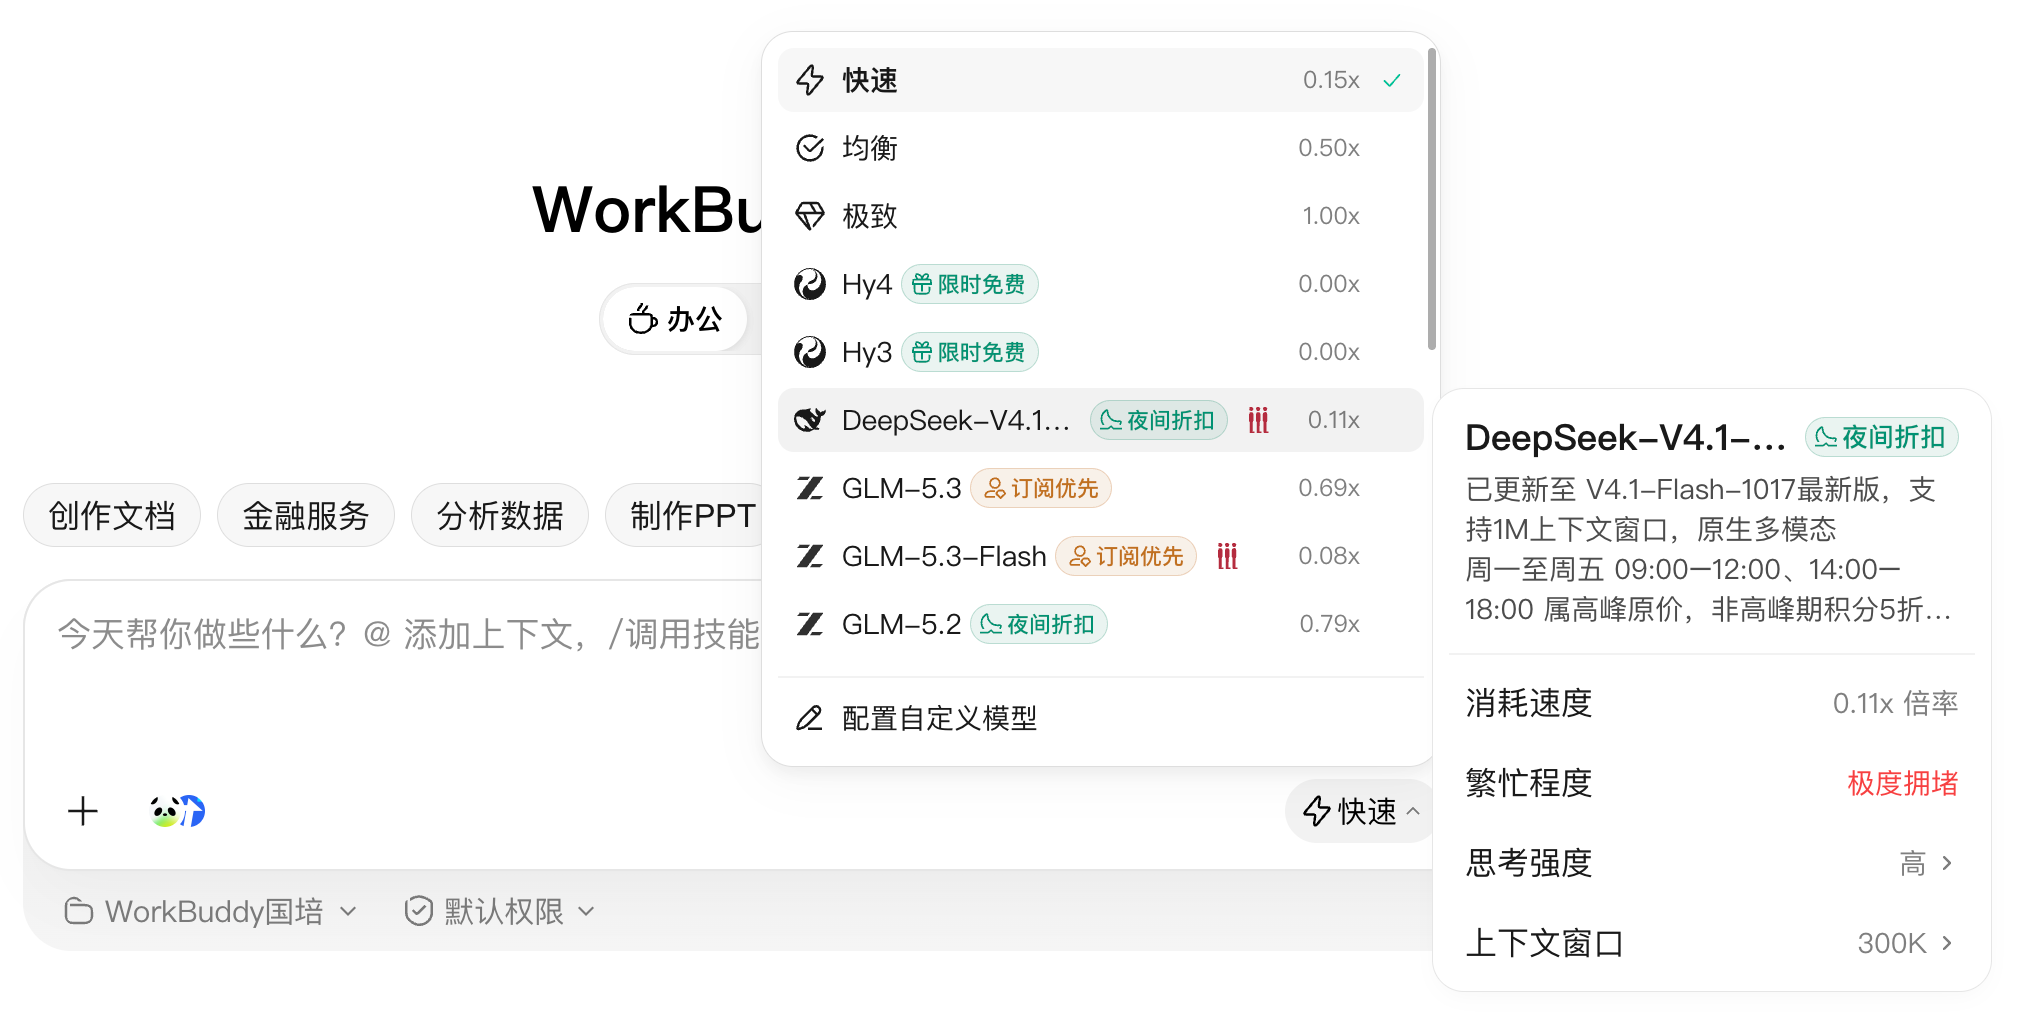 快速 0.15x
均衡 0.50x
极致 1.00x
Hy4 限时免费 0.00x
Hy3 限时免费 0.00x
DeepSeek-V4.1... 夜间折扣 0.11x
GLM-5.3 订阅优先 0.69x
GLM-5.3-Flash 订阅优先 0.08x
GLM-5.2 夜间折扣 0.79x
配置自定义模型
WorkBu
办公
创作文档 金融服务 分析数据 制作PPT
今天帮你做些什么？@ 添加上下文，/调用技能
快速
WorkBuddy国培 默认权限
DeepSeek-V4.1-... 夜间折扣
已更新至 V4.1-Flash-1017最新版，支
持1M上下文窗口，原生多模态
周一至周五 09:00—12:00、14:00—
18:00 属高峰原价，非高峰期积分5折...
消耗速度 0.11x 倍率
繁忙程度 极度拥堵
思考强度 高
上下文窗口 300K